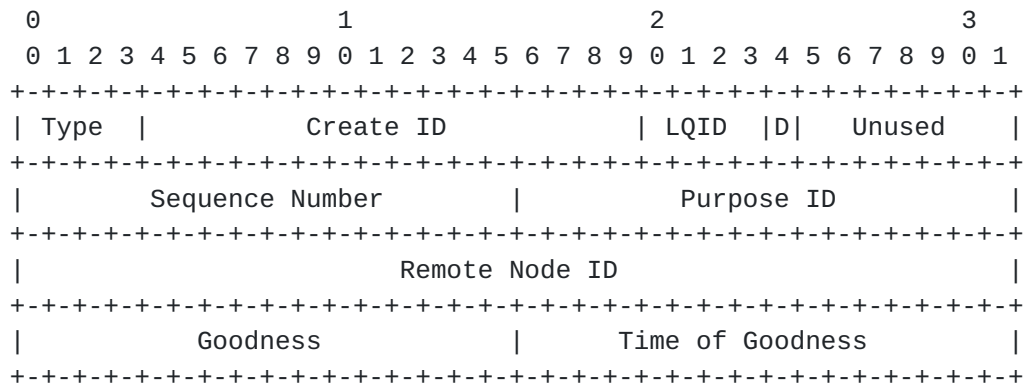 0                   1                   2                   3
 0 1 2 3 4 5 6 7 8 9 0 1 2 3 4 5 6 7 8 9 0 1 2 3 4 5 6 7 8 9 0 1
+-+-+-+-+-+-+-+-+-+-+-+-+-+-+-+-+-+-+-+-+-+-+-+-+-+-+-+-+-+-+-+-+
| Type  |          Create ID            | LQID  |D|   Unused    |
+-+-+-+-+-+-+-+-+-+-+-+-+-+-+-+-+-+-+-+-+-+-+-+-+-+-+-+-+-+-+-+-+
|        Sequence Number        |          Purpose ID           |
+-+-+-+-+-+-+-+-+-+-+-+-+-+-+-+-+-+-+-+-+-+-+-+-+-+-+-+-+-+-+-+-+
|                        Remote Node ID                         |
+-+-+-+-+-+-+-+-+-+-+-+-+-+-+-+-+-+-+-+-+-+-+-+-+-+-+-+-+-+-+-+-+
|           Goodness            |      Time of Goodness         |
+-+-+-+-+-+-+-+-+-+-+-+-+-+-+-+-+-+-+-+-+-+-+-+-+-+-+-+-+-+-+-+-+